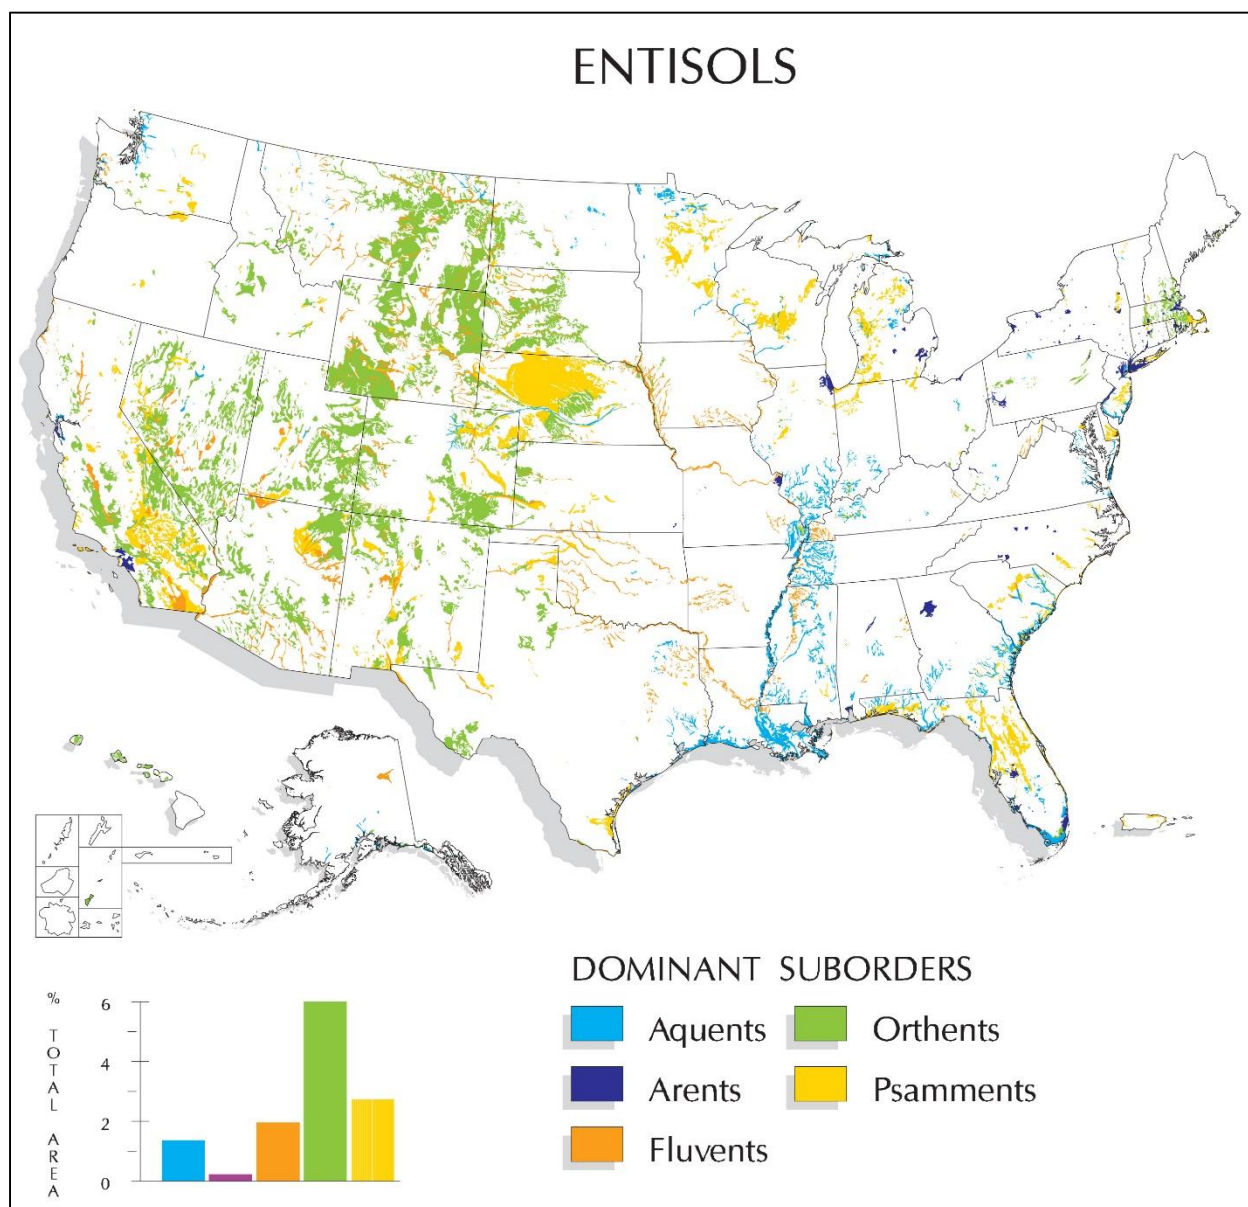 ENTISOLS
DOMINANT SUBORDERS
Aquents
Orthents
Arents
Psamments
Fluvents
% TOTAL AREA
6
4
2
0